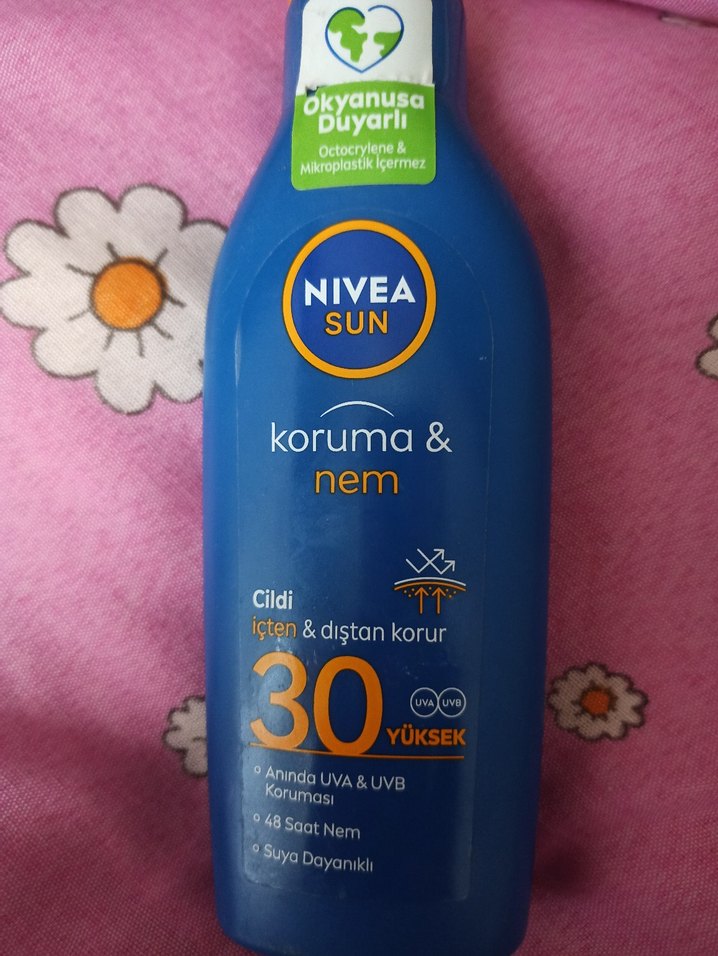 Okyanusa
Duyarlı
Octocrylene &
Mikroplastik İçermez
NIVEA
SUN
koruma &
nem
Cildi
içten & dıştan korur
30
UVA UVB
YÜKSEK
Anında UVA & UVB
Koruması
48 Saat Nem
Suya Dayanıklı